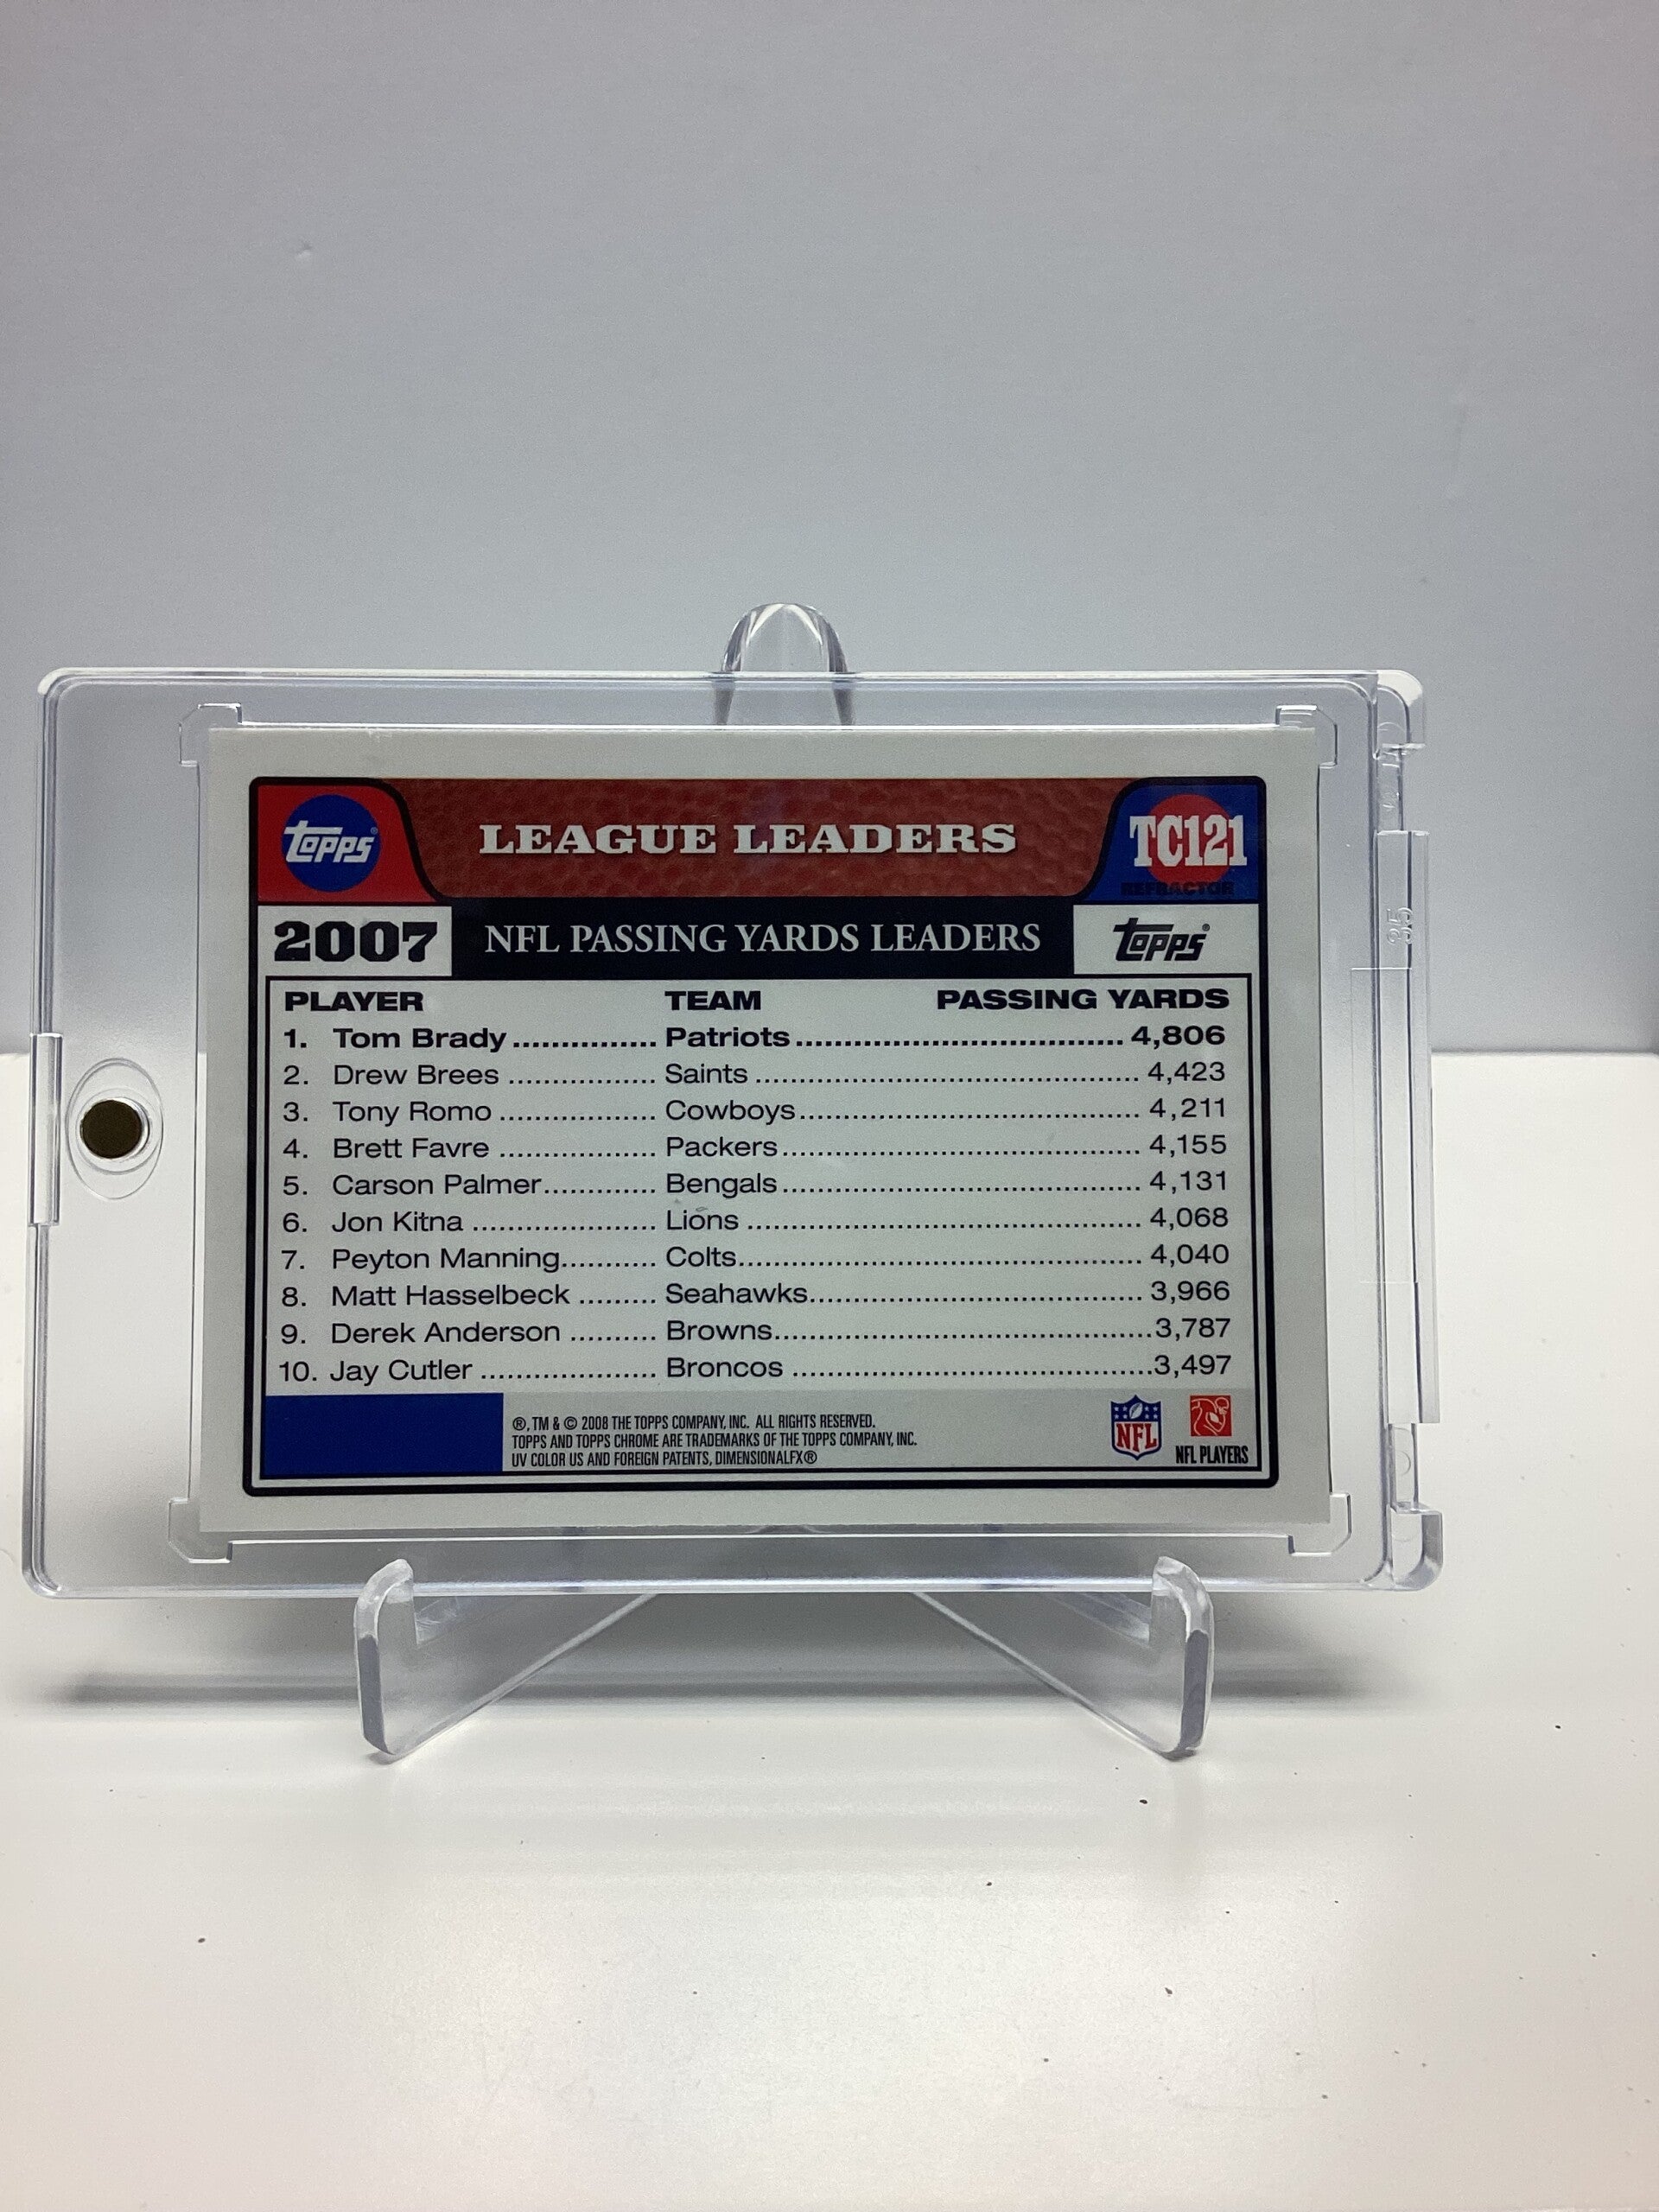 topps®
LEAGUE LEADERS
TC121
REFRACTOR
2007
NFL PASSING YARDS LEADERS
topps®
PLAYER TEAM PASSING YARDS
1. Tom Brady ............... Patriots ................................. 4,806
2. Drew Brees ................. Saints ....................................... 4,423
3. Tony Romo .................. Cowboys................................... 4,211
4. Brett Favre .................. Packers .................................... 4,155
5. Carson Palmer............. Bengals .................................... 4,131
6. Jon Kitna ..................... Lions ........................................ 4,068
7. Peyton Manning........... Colts......................................... 4,040
8. Matt Hasselbeck ......... Seahawks.................................. 3,966
9. Derek Anderson .......... Browns......................................3,787
10. Jay Cutler .................... Broncos ....................................3,497
®, TM & © 2008 THE TOPPS COMPANY, INC. ALL RIGHTS RESERVED.
TOPPS AND TOPPS CHROME ARE TRADEMARKS OF THE TOPPS COMPANY, INC.
UV COLOR US AND FOREIGN PATENTS, DIMENSIONALFX®
NFL
NFL PLAYERS
35